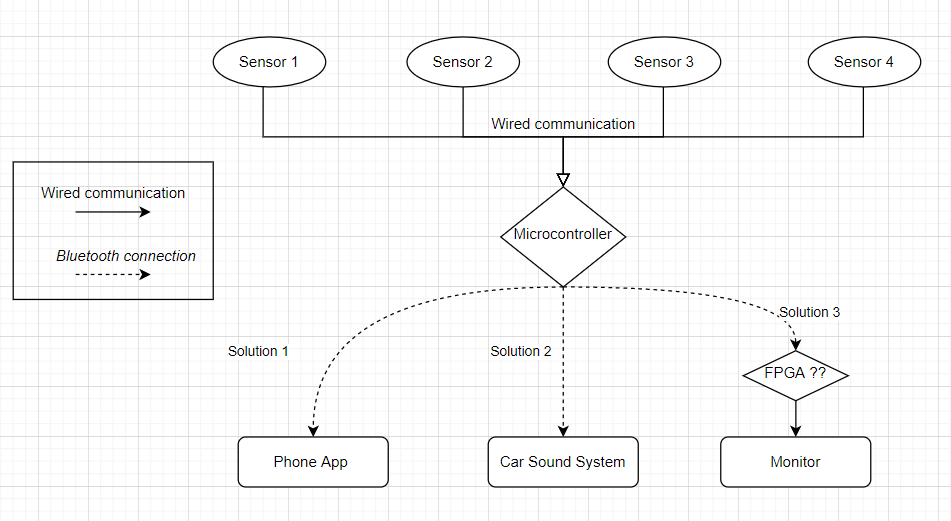 Sensor 1
Sensor 2
Sensor 3
Sensor 4
Wired communication
Wired communication
Bluetooth connection
Microcontroller
Solution 1
Solution 2
Solution 3
FPGA ??
Phone App
Car Sound System
Monitor